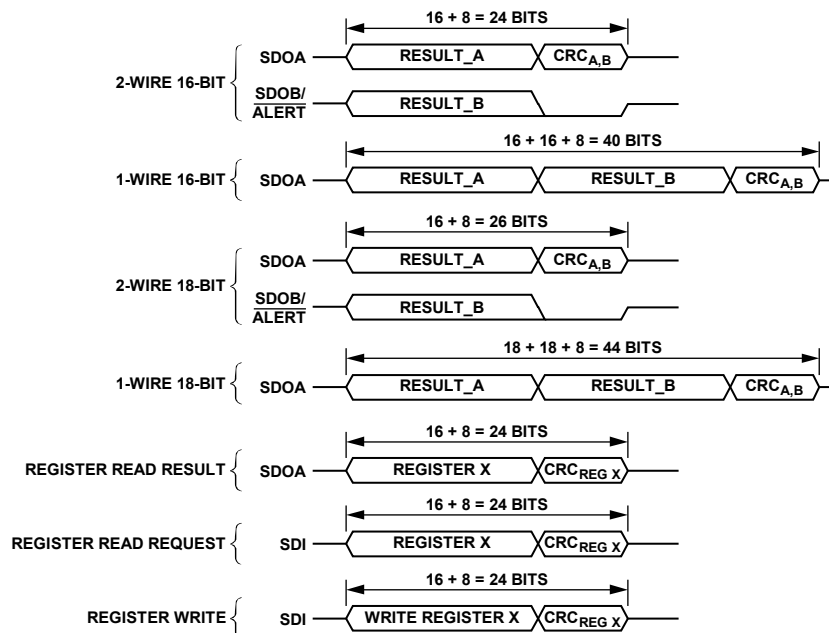 16 + 8 = 24 BITS
2-WIRE 16-BIT
SDOA
RESULT_A
CRCA,B
SDOB/
ALERT
RESULT_B
16 + 16 + 8 = 40 BITS
1-WIRE 16-BIT
SDOA
RESULT_A
RESULT_B
CRCA,B
16 + 8 = 26 BITS
2-WIRE 18-BIT
SDOA
RESULT_A
CRCA,B
SDOB/
ALERT
RESULT_B
18 + 18 + 8 = 44 BITS
1-WIRE 18-BIT
SDOA
RESULT_A
RESULT_B
CRCA,B
16 + 8 = 24 BITS
REGISTER READ RESULT
SDOA
REGISTER X
CRCREG X
16 + 8 = 24 BITS
REGISTER READ REQUEST
SDI
REGISTER X
CRCREG X
16 + 8 = 24 BITS
REGISTER WRITE
SDI
WRITE REGISTER X
CRCREG X